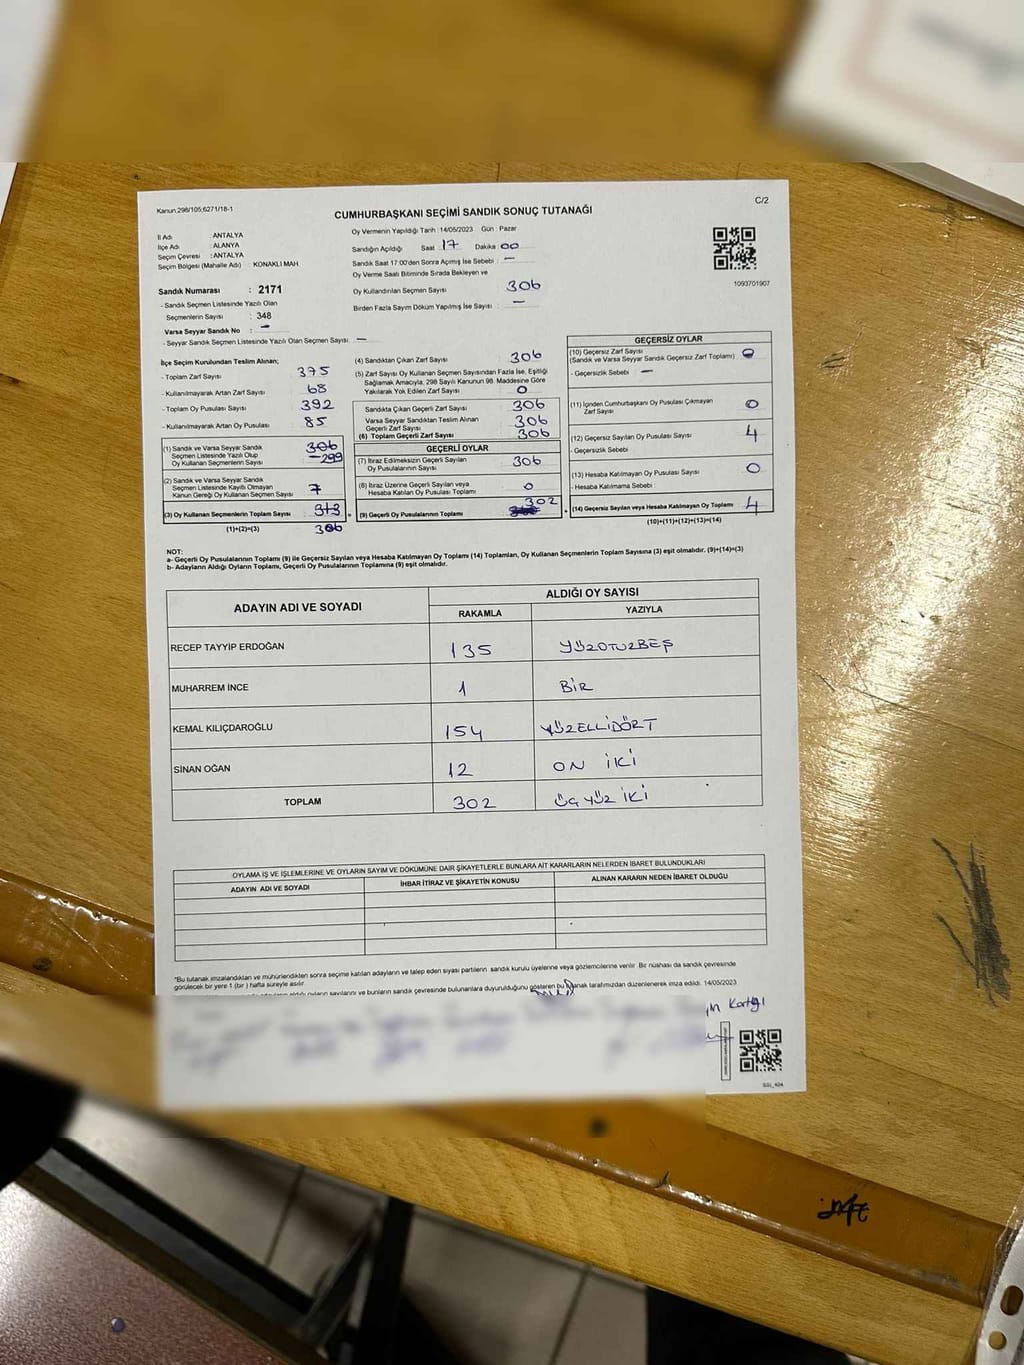 Kanun:298/105;6271/18-1
C/2
CUMHURBAŞKANI SEÇİMİ SANDIK SONUÇ TUTANAĞI
İl Adı : ANTALYA
İlçe Adı : ALANYA
Seçim Çevresi : ANTALYA
Seçim Bölgesi (Mahalle Adı) : KONAKLI MAH
Sandık Numarası : 2171
- Sandık Seçmen Listesinde Yazılı Olan
Seçmenlerin Sayısı : 348
Varsa Seyyar Sandık No : –
- Seyyar Sandık Seçmen Listesinde Yazılı Olan Seçmen Sayısı : –
Oy Vermenin Yapıldığı Tarih : 14/05/2023 Gün : Pazar
Sandığın Açıldığı Saat : 17 Dakika : 00
Sandık Saat 17:00'den Sonra Açımış İse Sebebi : –
Oy Verme Saati Bitiminde Sırada Bekleyen ve
Oy Kullandırılan Seçmen Sayısı : 306
Birden Fazla Sayım Döküm Yapılmış İse Sayısı : –
1093701907
İlçe Seçim Kurulundan Teslim Alınan;
- Toplam Zarf Sayısı : 375
- Kullanılmayarak Artan Zarf Sayısı : 68
- Toplam Oy Pusulası Sayısı : 392
- Kullanılmayarak Artan Oy Pusulası : 85
(1) Sandık ve Varsa Seyyar Sandık
Seçmen Listesinde Yazılı Olup
Oy Kullanan Seçmenlerin Sayısı : 306
299
(2) Sandık ve Varsa Seyyar Sandık
Seçmen Listesinde Kayıtlı Olmayan
Kanun Gereği Oy Kullanan Seçmen Sayısı : 7
(3) Oy Kullanan Seçmenlerin Toplam Sayısı : 313
(1)+(2)=(3) 306
(4) Sandıktan Çıkan Zarf Sayısı : 306
(5) Zarf Sayısı Oy Kullanan Seçmen Sayısından Fazla İse, Eşitliği
Sağlamak Amacıyla, 298 Sayılı Kanunun 98. Maddesine Göre
Yakılarak Yok Edilen Zarf Sayısı : 0
Sandıkta Çıkan Geçerli Zarf Sayısı : 306
Varsa Seyyar Sandıktan Teslim Alınan
Geçerli Zarf Sayısı : 306
(6) Toplam Geçerli Zarf Sayısı : 306
GEÇERLİ OYLAR
(7) İtiraz Edilmeksizin Geçerli Sayılan
Oy Pusulalarının Sayısı : 306
(8) İtiraz Üzerine Geçerli Sayılan veya
Hesaba Katılan Oy Pusulası Toplamı : 0
(9) Geçerli Oy Pusulalarının Toplamı : 302
GEÇERSİZ OYLAR
(10) Geçersiz Zarf Sayısı
(Sandık ve Varsa Seyyar Sandık Geçersiz Zarf Toplamı) : 0
- Geçersizlik Sebebi : –
(11) İçinden Cumhurbaşkanı Oy Pusulası Çıkmayan
Zarf Sayısı : 0
(12) Geçersiz Sayılan Oy Pusulası Sayısı : 4
- Geçersizlik Sebebi :
(13) Hesaba Katılmayan Oy Pusulası Sayısı : 0
- Hesaba Katılmama Sebebi :
(14) Geçersiz Sayılan veya Hesaba Katılmayan Oy Toplamı : 4
(10)+(11)+(12)+(13)=(14)
NOT:
a- Geçerli Oy Pusulalarının Toplamı (9) ile Geçersiz Sayılan veya Hesaba Katılmayan Oy Toplamı (14) Toplamları, Oy Kullanan Seçmenlerin Toplam Sayısına (3) eşit olmalıdır. (9)+(14)=(3)
b- Adayların Aldığı Oyların Toplamı, Geçerli Oy Pusulalarının Toplamına (9) eşit olmalıdır.
ADAYIN ADI VE SOYADI
ALDIĞI OY SAYISI
RAKAMLA YAZIYLA
RECEP TAYYİP ERDOĞAN 135 YÜZOTUZBEŞ
MUHARREM İNCE 1 BİR
KEMAL KILIÇDAROĞLU 154 YÜZELLİDÖRT
SİNAN OĞAN 12 ON İKİ
TOPLAM 302 ÜÇ YÜZ İKİ
OYLAMA İŞ VE İŞLEMLERİNE VE OYLARIN SAYIM VE DÖKÜMÜNE DAİR ŞİKAYETLERLE BUNLARA AİT KARARLARIN NELERDEN İBARET BULUNDUKLARI
ADAYIN ADI VE SOYADI İHBAR İTİRAZ VE ŞİKAYETİN KONUSU ALINAN KARARIN NEDEN İBARET OLDUĞU
*Bu tutanak imzalandıktan ve mühürlendikten sonra seçime katılan adayların ve talep eden siyasi partilerin sandık kurulu üyelerine veya gözlemcilerine verilir. Bir nüshası da sandık çevresinde
görülecek bir yere 1 (bir) hafta süreyle asılır.
oyların sayılarını ve bunların sandık çevresinde bulunanlara duyurulduğunu gösteren bu tutanak tarafımızdan düzenlenerek imza edildi. 14/05/2023